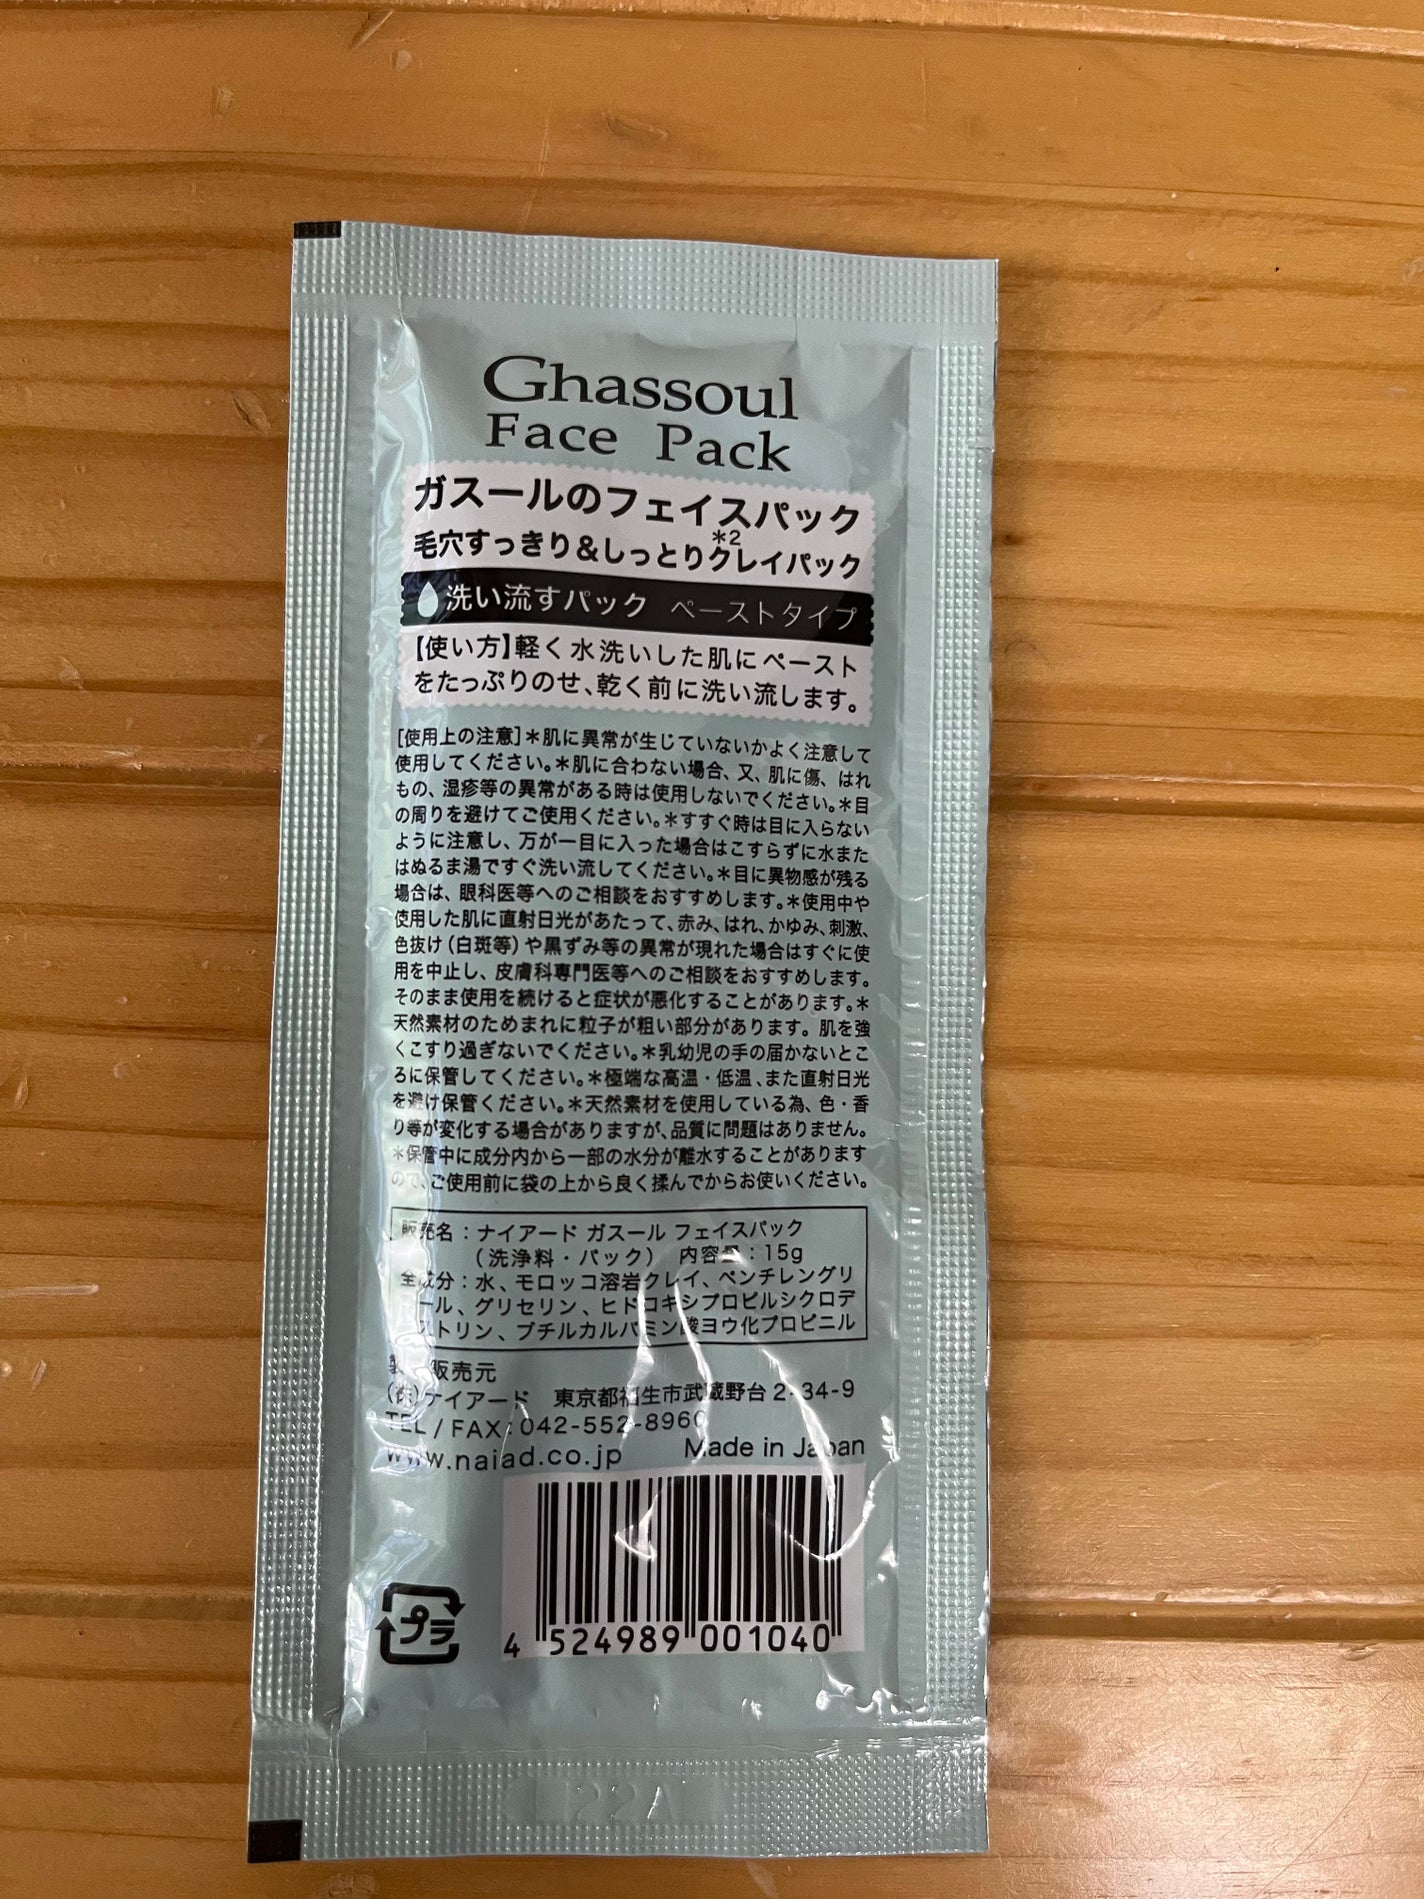 Ghassoul
Face Pack
ガスールのフェイスパック
毛穴すっきり&しっとり*2クレイパック
洗い流すパック ペーストタイプ
【使い方】軽く水洗いした肌にペースト
をたっぷりのせ、乾く前に洗い流します。
[使用上の注意]*肌に異常が生じていないかよく注意して
使用してください。*肌に合わない場合、又、肌に傷、はれ
もの、湿疹等の異常がある時は使用しないでください。*目
の周りを避けてご使用ください。*すすぐ時は目に入らない
ように注意し、万が一目に入った場合はこすらずに水また
はぬるま湯ですぐ洗い流してください。*目に異物感が残る
場合は、眼科医等へのご相談をおすすめします。*使用中や
使用した肌に直射日光があたって、赤み、はれ、かゆみ、刺激、
色抜け(白斑等)や黒ずみ等の異常が現れた場合はすぐに使
用を中止し、皮膚科専門医等へのご相談をおすすめします。
そのまま使用を続けると症状が悪化することがあります。*
天然素材のためまれに粒子が粗い部分があります。肌を強
くこすり過ぎないでください。*乳幼児の手の届かないとこ
ろに保管してください。*極端な高温・低温、また直射日光
を避け保管ください。*天然素材を使用している為、色・香
り等が変化する場合がありますが、品質に問題はありません。
*保管中に成分内から一部の水分が離水することがあります
ので、ご使用前に袋の上から良く揉んでからお使いください。
販売名:ナイアード ガスール フェイスパック
(洗浄料・パック) 内容量:15g
全成分:水、モロッコ溶岩クレイ、ペンチレングリ
コール、グリセリン、ヒドロキシプロピルシクロデ
キストリン、ブチルカルバミン酸ヨウ化プロピニル
販売元
(株)ナイアード 東京都福生市武蔵野台2-34-9
TEL/FAX:042-552-8960
www.naiad.co.jp Made in Japan
4 524989 001040
プラ
22A